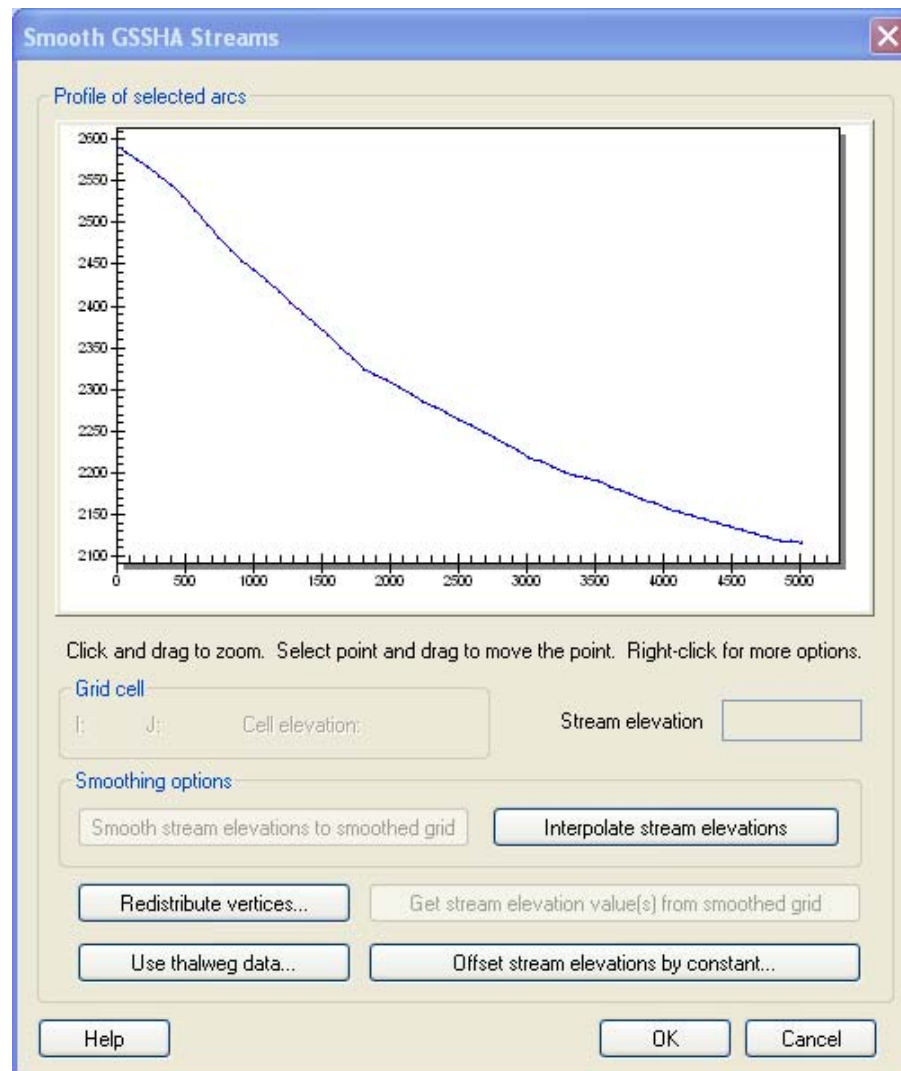 Smooth GSSHA Streams
Profile of selected arcs
2600
2550
2500
2450
2400
2350
2300
2250
2200
2150
2100
0 500 1000 1500 2000 2500 3000 3500 4000 4500 5000
Click and drag to zoom. Select point and drag to move the point. Right-click for more options.
Grid cell
I: J: Cell elevation:
Stream elevation
Smoothing options
Smooth stream elevations to smoothed grid
Interpolate stream elevations
Redistribute vertices...
Get stream elevation value(s) from smoothed grid
Use thalweg data...
Offset stream elevations by constant...
Help
OK
Cancel